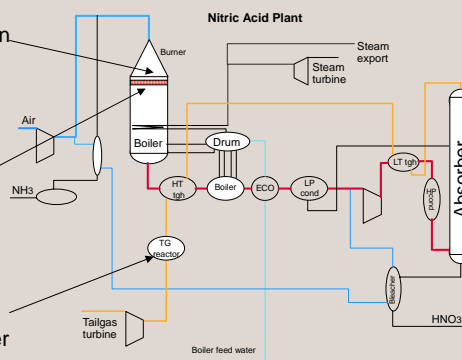 Nitric Acid Plant
n
Burner
Steam
export
Steam
turbine
Air
Boiler
Drum
LT tgh
NH3
HT
tgh
Boiler
ECO
LP
cond
HP
cond
Absorber
TG
reactor
Bleacher
HNO3
Tailgas
turbine
er
Boiler feed water